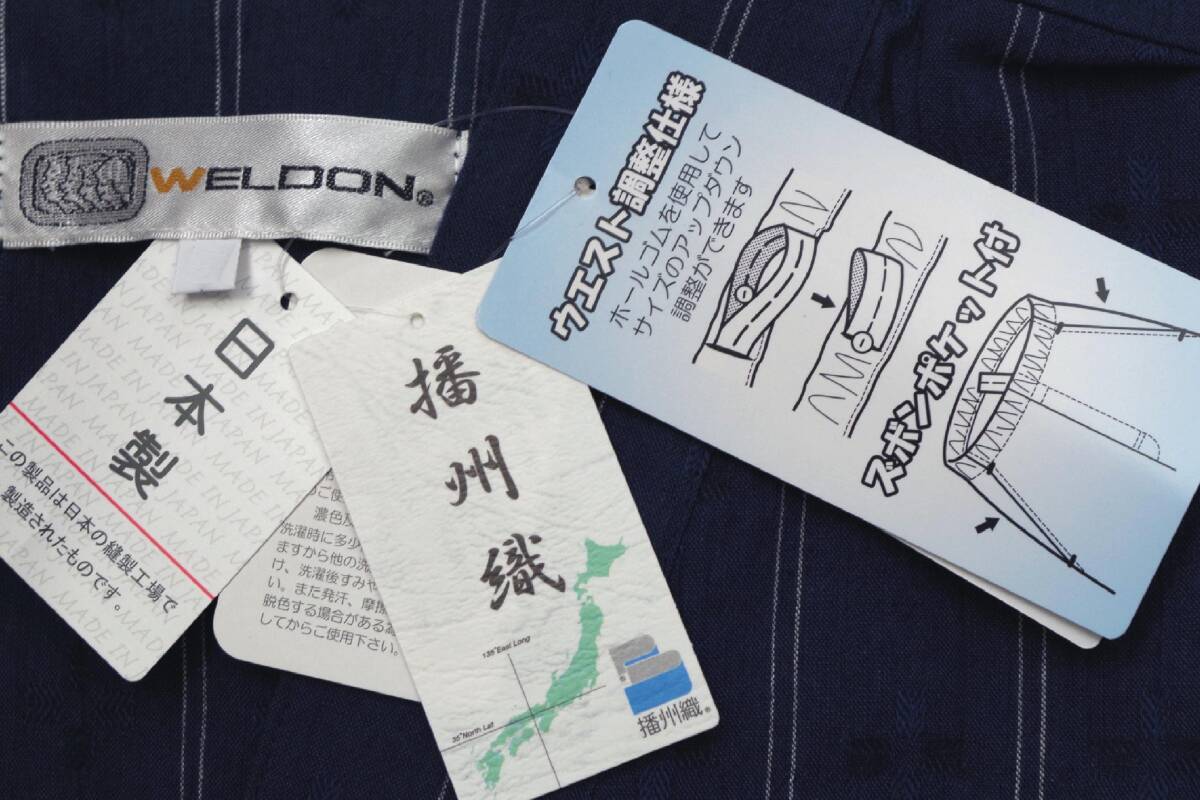 WELDON®
日本製
MADE IN JAPAN
この製品は日本の縫製工場で
製造されたものです。
播州織
135°East Long
35°North Lat
播州織®
濃色
洗濯時に多少
ますから他の洗
け、洗濯後すみや
い。また発汗、摩擦
脱色する場合がある為
してからご使用下さい。
ウエスト調整仕様
ホールゴムを使用して
サイズのアップダウン
調整ができます
ズボンポケット付